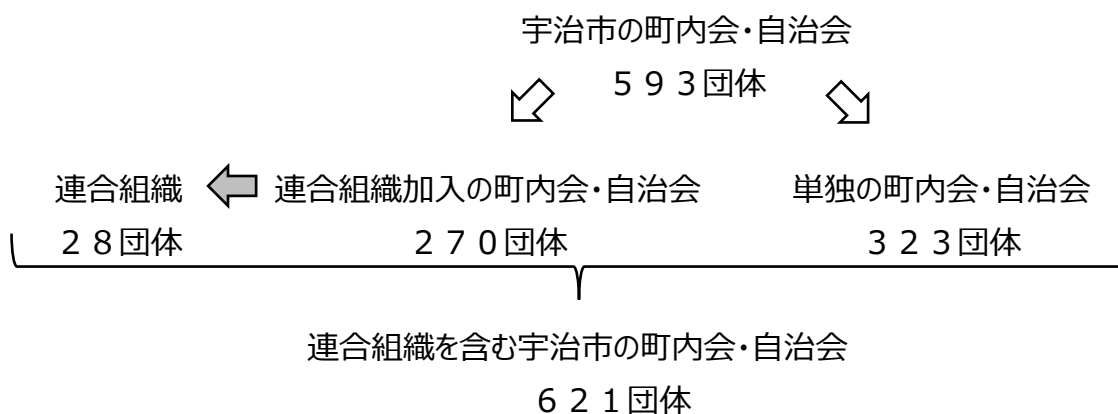 宇治市の町内会・自治会
５９３団体
連合組織 連合組織加入の町内会・自治会 単独の町内会・自治会
２８団体 ２７０団体 ３２３団体
連合組織を含む宇治市の町内会・自治会
６２１団体